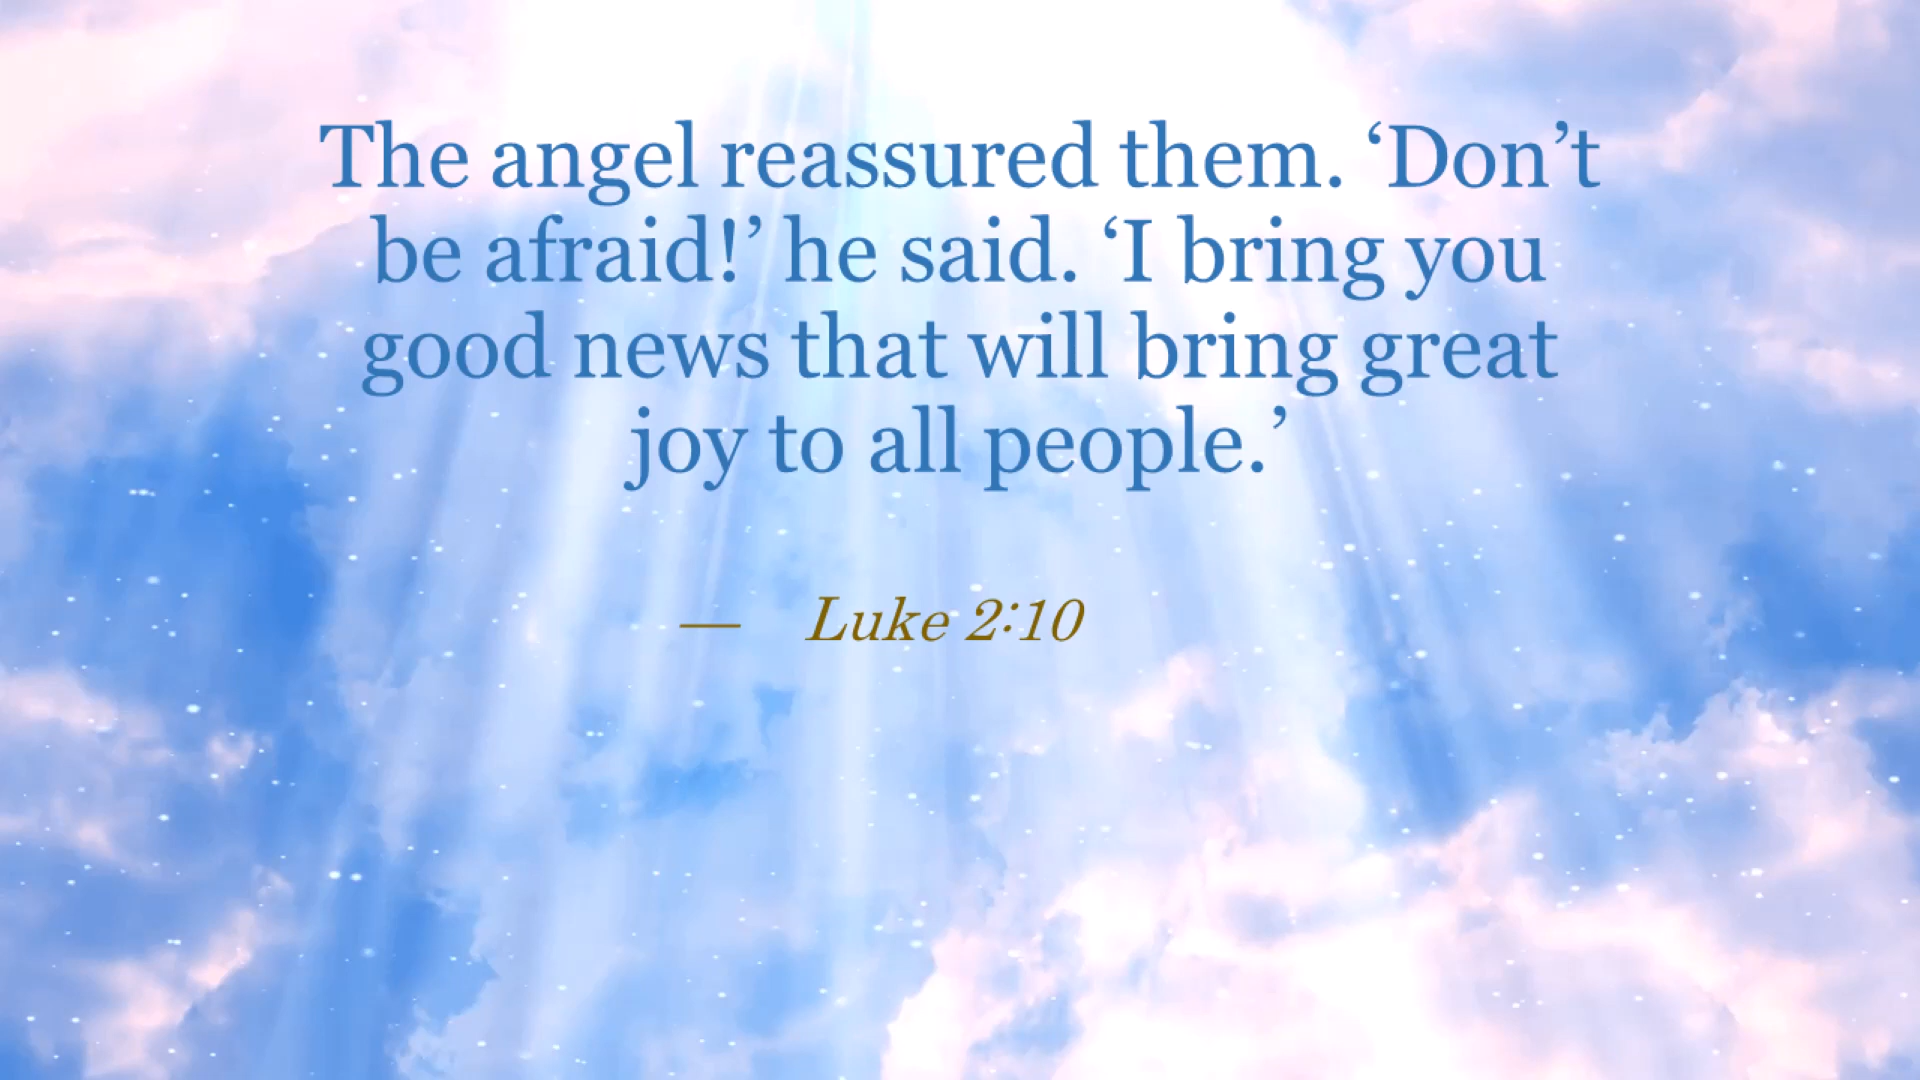 The angel reassured them. ‘Don’t
be afraid!’ he said. ‘I bring you
good news that will bring great
joy to all people.’
— Luke 2:10